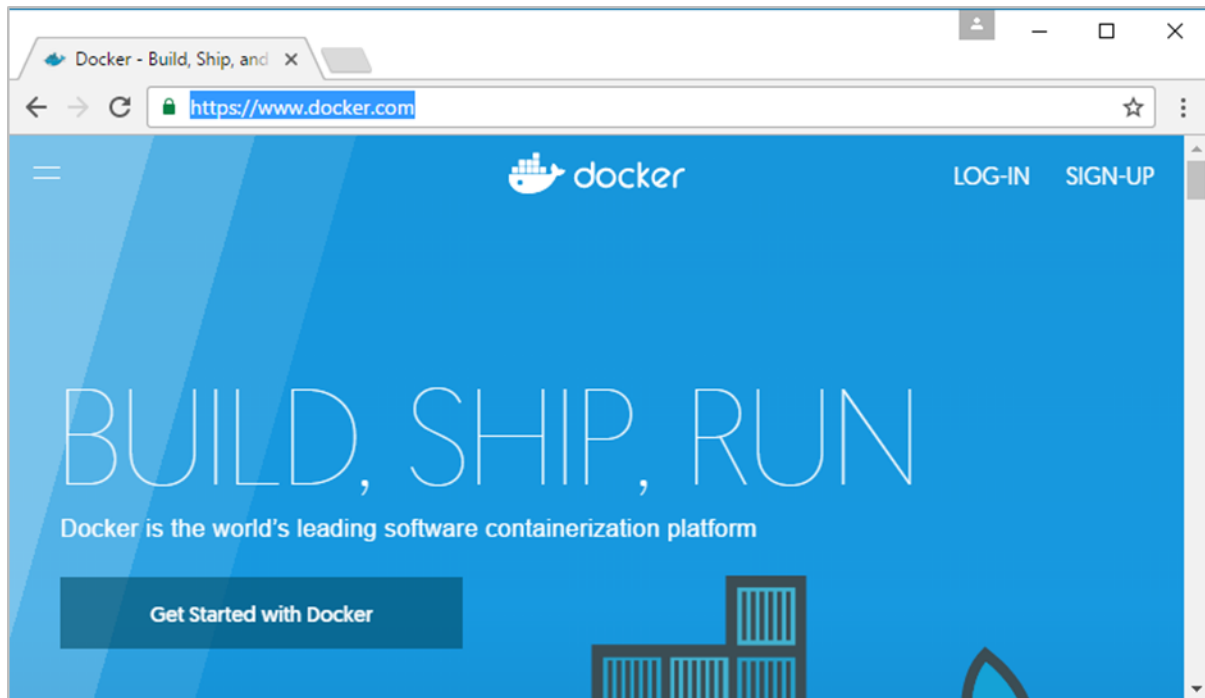 Docker - Build, Ship, and
https://www.docker.com
docker
LOG-IN SIGN-UP
BUILD, SHIP, RUN
Docker is the world's leading software containerization platform
Get Started with Docker